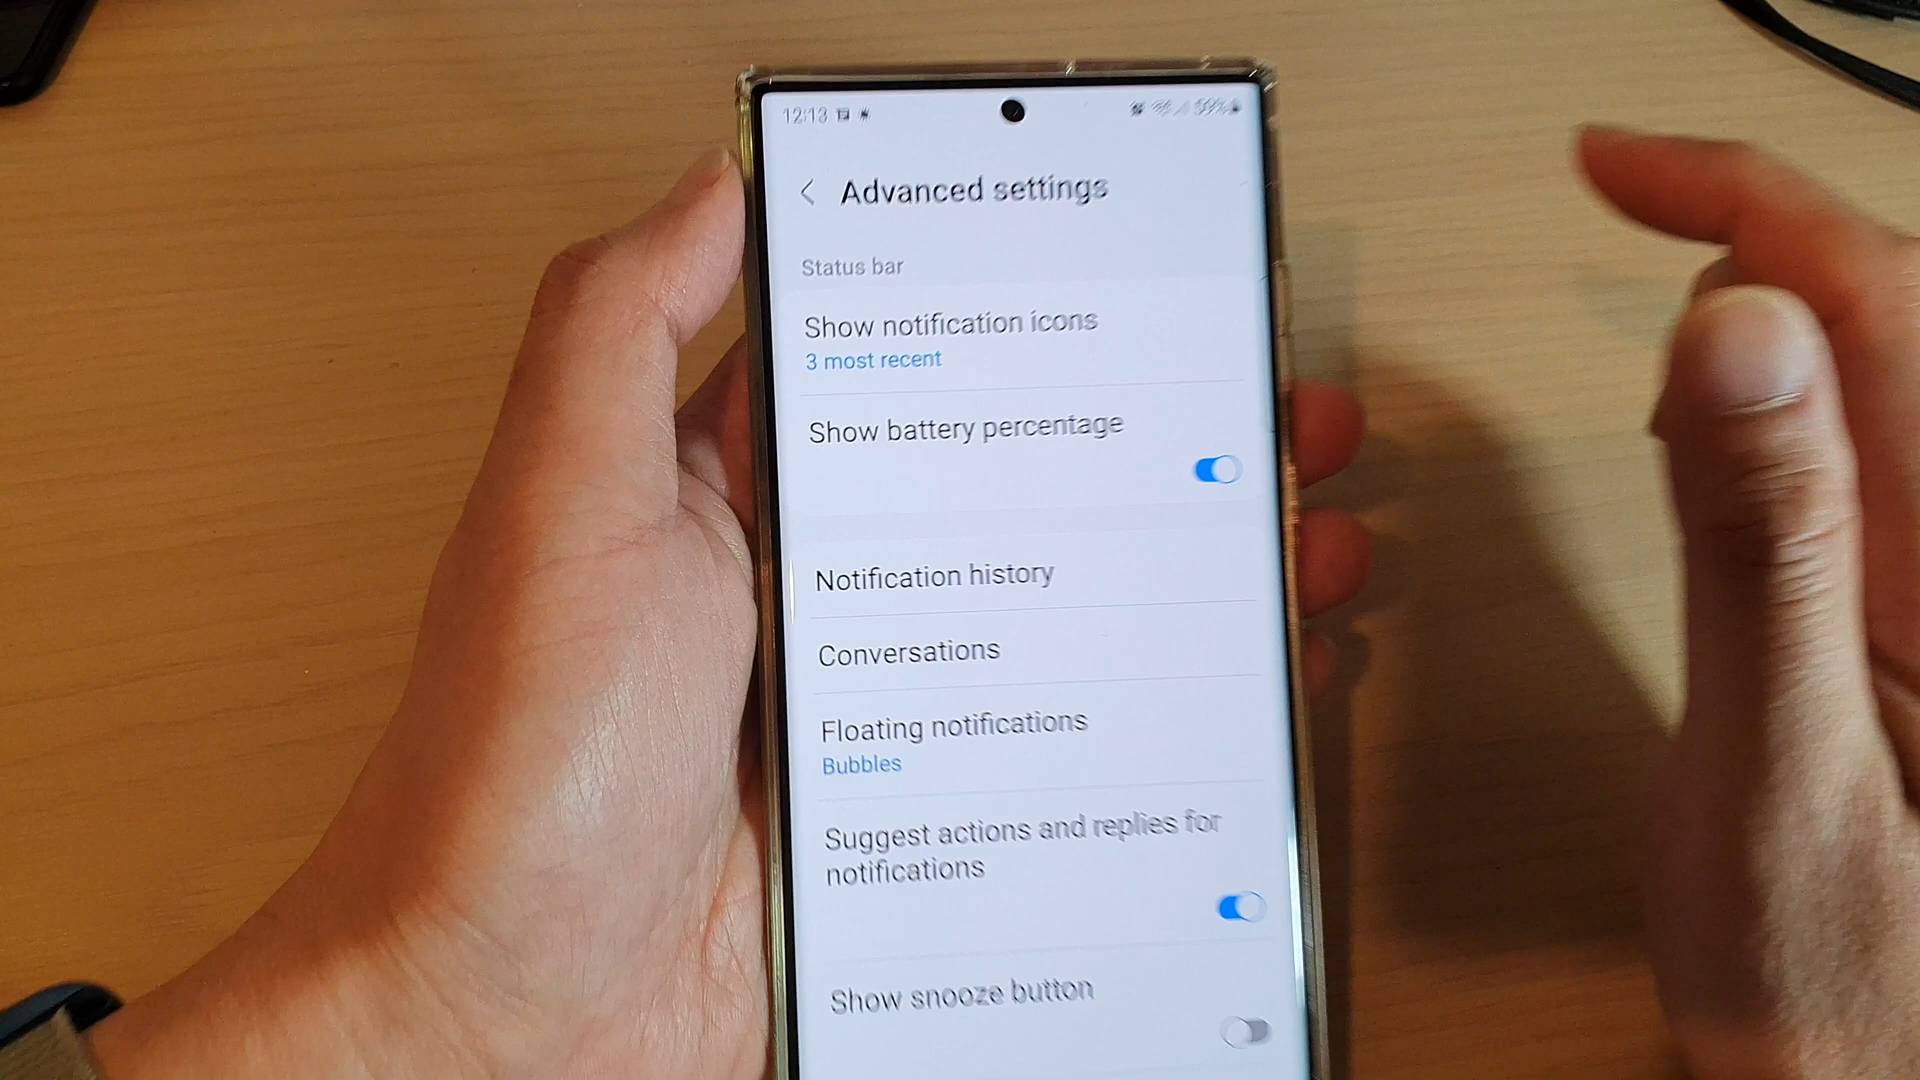 12:13
Advanced settings
Status bar
Show notification icons
3 most recent
Show battery percentage
Notification history
Conversations
Floating notifications
Bubbles
Suggest actions and replies for
notifications
Show snooze button